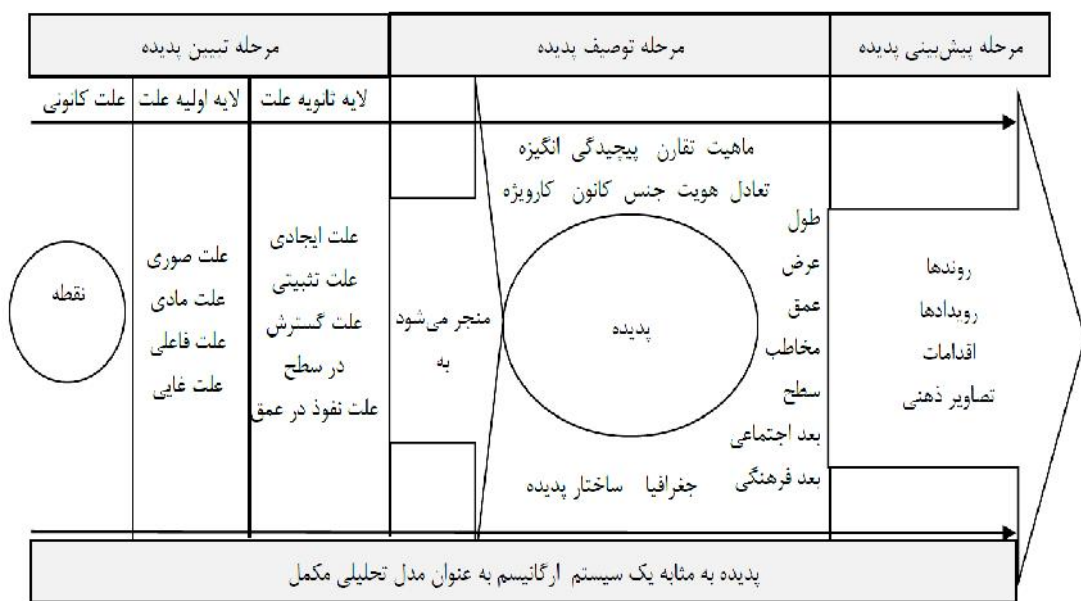 مرحله پیش‌بینی پدیده
مرحله توصیف پدیده
مرحله تبیین پدیده
لایه ثانویه علت
لایه اولیه علت
علت کانونی
ماهیت تقارن پیچیدگی انگیزه
تعادل هویت جنس کانون کارویژه
طول
عرض
عمق
مخاطب
سطح
بعد اجتماعی
بعد فرهنگی
پدیده
جغرافیا ساختار پدیده
روندها
رویدادها
اقدامات
تصاویر ذهنی
منجر می‌شود
به
علت ایجادی
علت تثبیتی
علت گسترش
در سطح
علت نفوذ در عمق
علت صوری
علت مادی
علت فاعلی
علت غایی
نقطه
پدیده به مثابه یک سیستم ارگانیسم به عنوان مدل تحلیلی مکمل